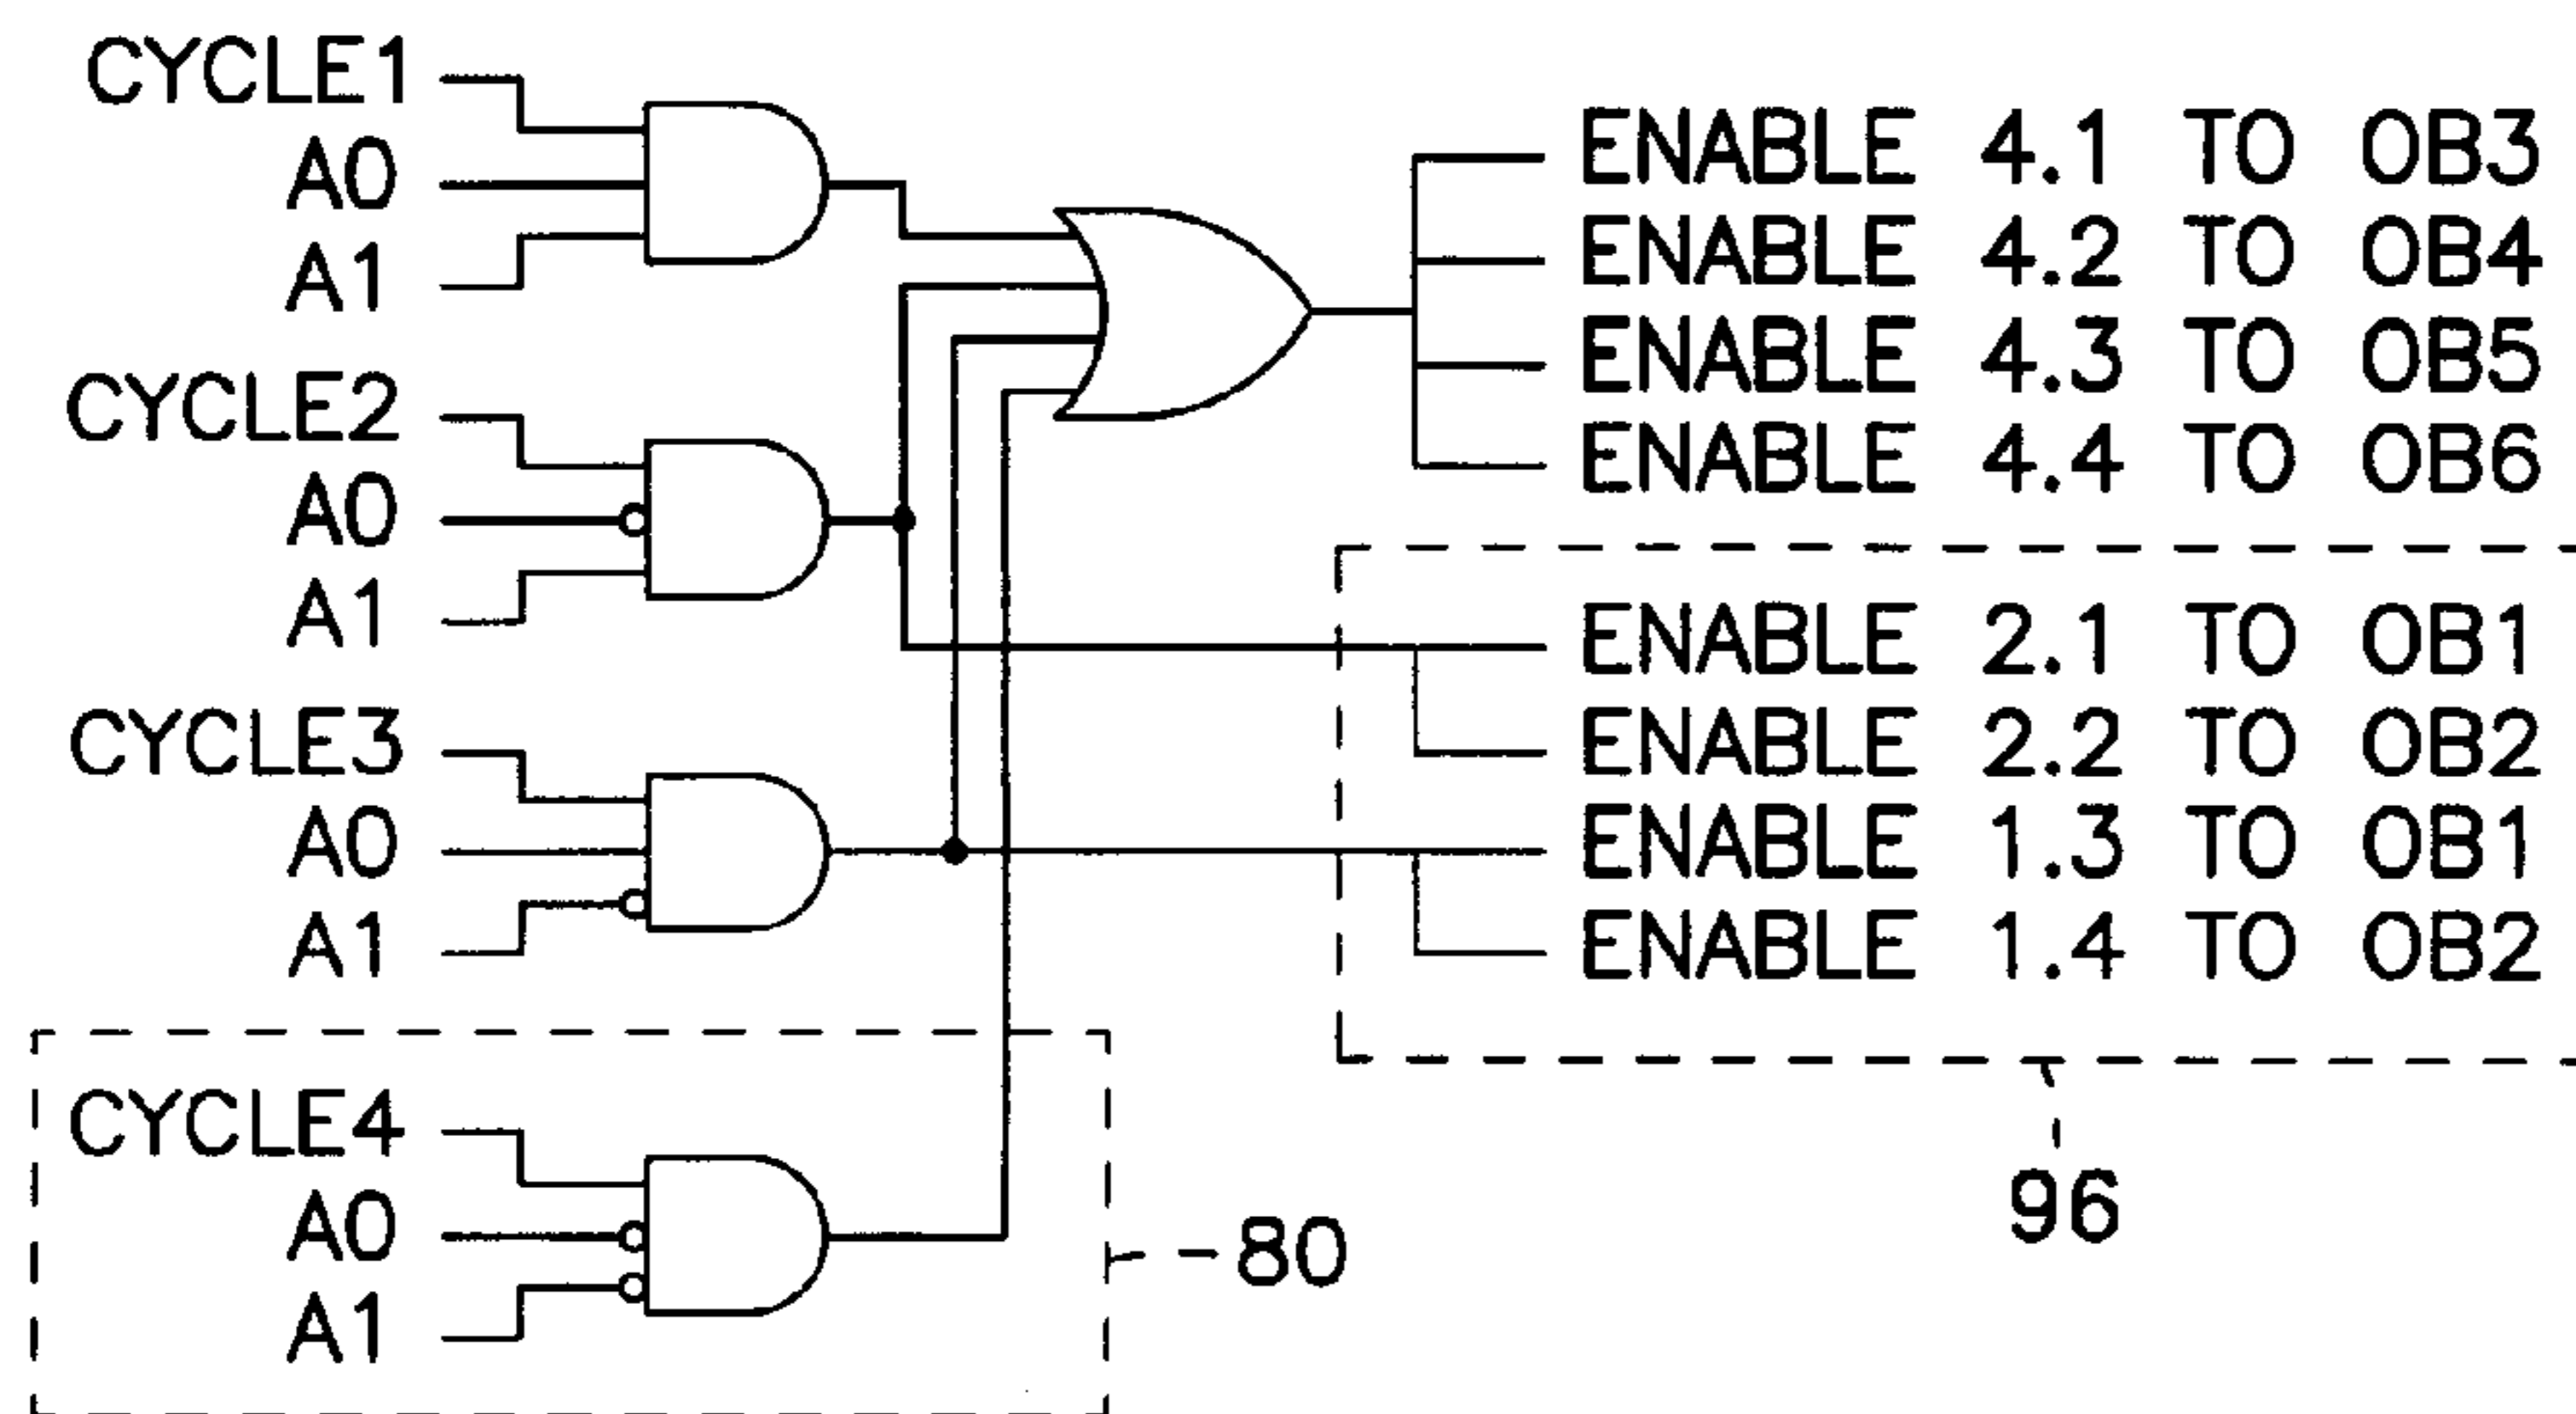 CYCLE1
A0
A1
CYCLE2
A0
A1
CYCLE3
A0
A1
CYCLE4
A0
A1
80
ENABLE 4.1 TO OB3
ENABLE 4.2 TO OB4
ENABLE 4.3 TO OB5
ENABLE 4.4 TO OB6
ENABLE 2.1 TO OB1
ENABLE 2.2 TO OB2
ENABLE 1.3 TO OB1
ENABLE 1.4 TO OB2
96